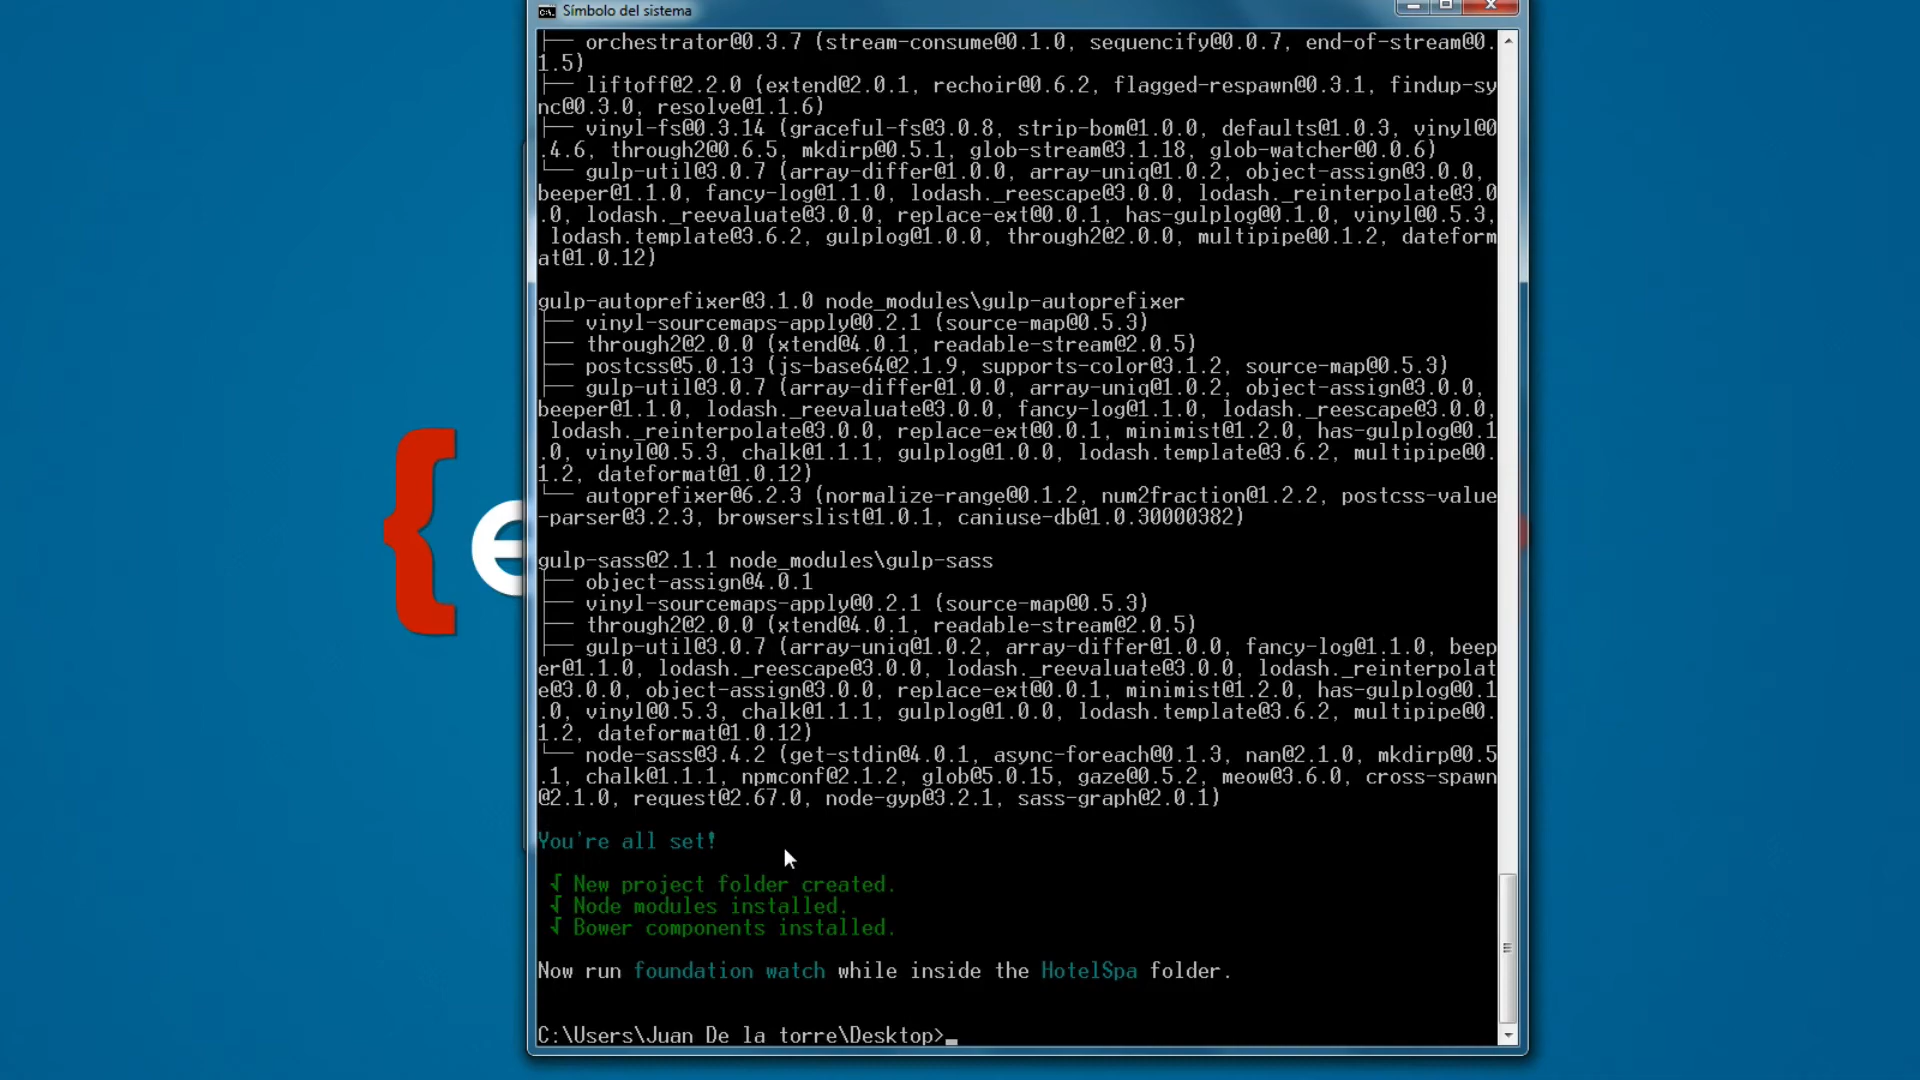 Símbolo del sistema
├── orchestrator@0.3.7 (stream-consume@0.1.0, sequencify@0.0.7, end-of-stream@0.
1.5)
├── liftoff@2.2.0 (extend@2.0.1, rechoir@0.6.2, flagged-respawn@0.3.1, findup-sy
nc@0.3.0, resolve@1.1.6)
├── vinyl-fs@0.3.14 (graceful-fs@3.0.8, strip-bom@1.0.0, defaults@1.0.3, vinyl@0
.4.6, through2@0.6.5, mkdirp@0.5.1, glob-stream@3.1.18, glob-watcher@0.0.6)
└── gulp-util@3.0.7 (array-differ@1.0.0, array-uniq@1.0.2, object-assign@3.0.0,
beeper@1.1.0, fancy-log@1.1.0, lodash._reescape@3.0.0, lodash._reinterpolate@3.0
.0, lodash._reevaluate@3.0.0, replace-ext@0.0.1, has-gulplog@0.1.0, vinyl@0.5.3,
lodash.template@3.6.2, gulplog@1.0.0, through2@2.0.0, multipipe@0.1.2, dateform
at@1.0.12)
gulp-autoprefixer@3.1.0 node_modules\gulp-autoprefixer
├── vinyl-sourcemaps-apply@0.2.1 (source-map@0.5.3)
├── through2@2.0.0 (xtend@4.0.1, readable-stream@2.0.5)
├── postcss@5.0.13 (js-base64@2.1.9, supports-color@3.1.2, source-map@0.5.3)
├── gulp-util@3.0.7 (array-differ@1.0.0, array-uniq@1.0.2, object-assign@3.0.0,
beeper@1.1.0, lodash._reevaluate@3.0.0, fancy-log@1.1.0, lodash._reescape@3.0.0,
lodash._reinterpolate@3.0.0, replace-ext@0.0.1, minimist@1.2.0, has-gulplog@0.1
.0, vinyl@0.5.3, chalk@1.1.1, gulplog@1.0.0, lodash.template@3.6.2, multipipe@0.
1.2, dateformat@1.0.12)
└── autoprefixer@6.2.3 (normalize-range@0.1.2, num2fraction@1.2.2, postcss-value
-parser@3.2.3, browserslist@1.0.1, caniuse-db@1.0.30000382)
gulp-sass@2.1.1 node_modules\gulp-sass
├── object-assign@4.0.1
├── vinyl-sourcemaps-apply@0.2.1 (source-map@0.5.3)
├── through2@2.0.0 (xtend@4.0.1, readable-stream@2.0.5)
├── gulp-util@3.0.7 (array-uniq@1.0.2, array-differ@1.0.0, fancy-log@1.1.0, beep
er@1.1.0, lodash._reescape@3.0.0, lodash._reevaluate@3.0.0, lodash._reinterpolat
e@3.0.0, object-assign@3.0.0, replace-ext@0.0.1, minimist@1.2.0, has-gulplog@0.1
.0, vinyl@0.5.3, chalk@1.1.1, gulplog@1.0.0, lodash.template@3.6.2, multipipe@0.
1.2, dateformat@1.0.12)
└── node-sass@3.4.2 (get-stdin@4.0.1, async-foreach@0.1.3, nan@2.1.0, mkdirp@0.5
.1, chalk@1.1.1, npmconf@2.1.2, glob@5.0.15, gaze@0.5.2, meow@3.6.0, cross-spawn
@2.1.0, request@2.67.0, node-gyp@3.2.1, sass-graph@2.0.1)
You're all set!
√ New project folder created.
√ Node modules installed.
√ Bower components installed.
{e
Now run foundation watch while inside the HotelSpa folder.
C:\Users\Juan De la torre\Desktop>_